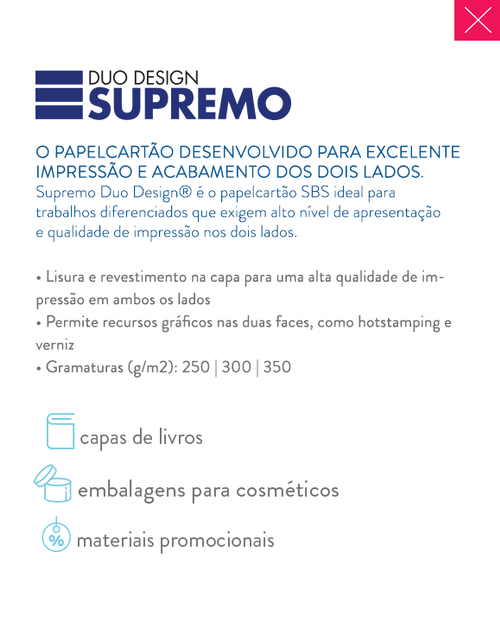 DUO DESIGN
SUPREMO
O PAPELCARTÃO DESENVOLVIDO PARA EXCELENTE
IMPRESSÃO E ACABAMENTO DOS DOIS LADOS.
Supremo Duo Design® é o papelcartão SBS ideal para
trabalhos diferenciados que exigem alto nível de apresentação
e qualidade de impressão nos dois lados.
• Lisura e revestimento na capa para uma alta qualidade de im-
pressão em ambos os lados
• Permite recursos gráficos nas duas faces, como hotstamping e
verniz
• Gramaturas (g/m2): 250 | 300 | 350
capas de livros
embalagens para cosméticos
%
materiais promocionais